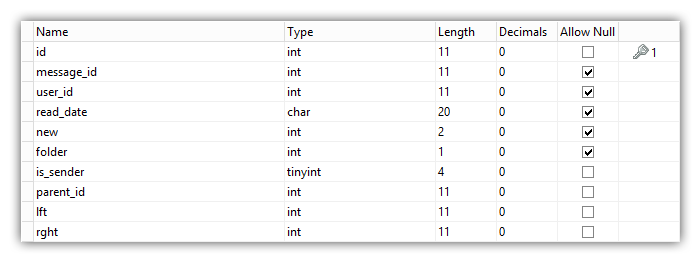 Name Type Length Decimals Allow Null
id int 11 0 1
message_id int 11 0
user_id int 11 0
read_date char 20 0
new int 2 0
folder int 1 0
is_sender tinyint 4 0
parent_id int 11 0
lft int 11 0
rght int 11 0